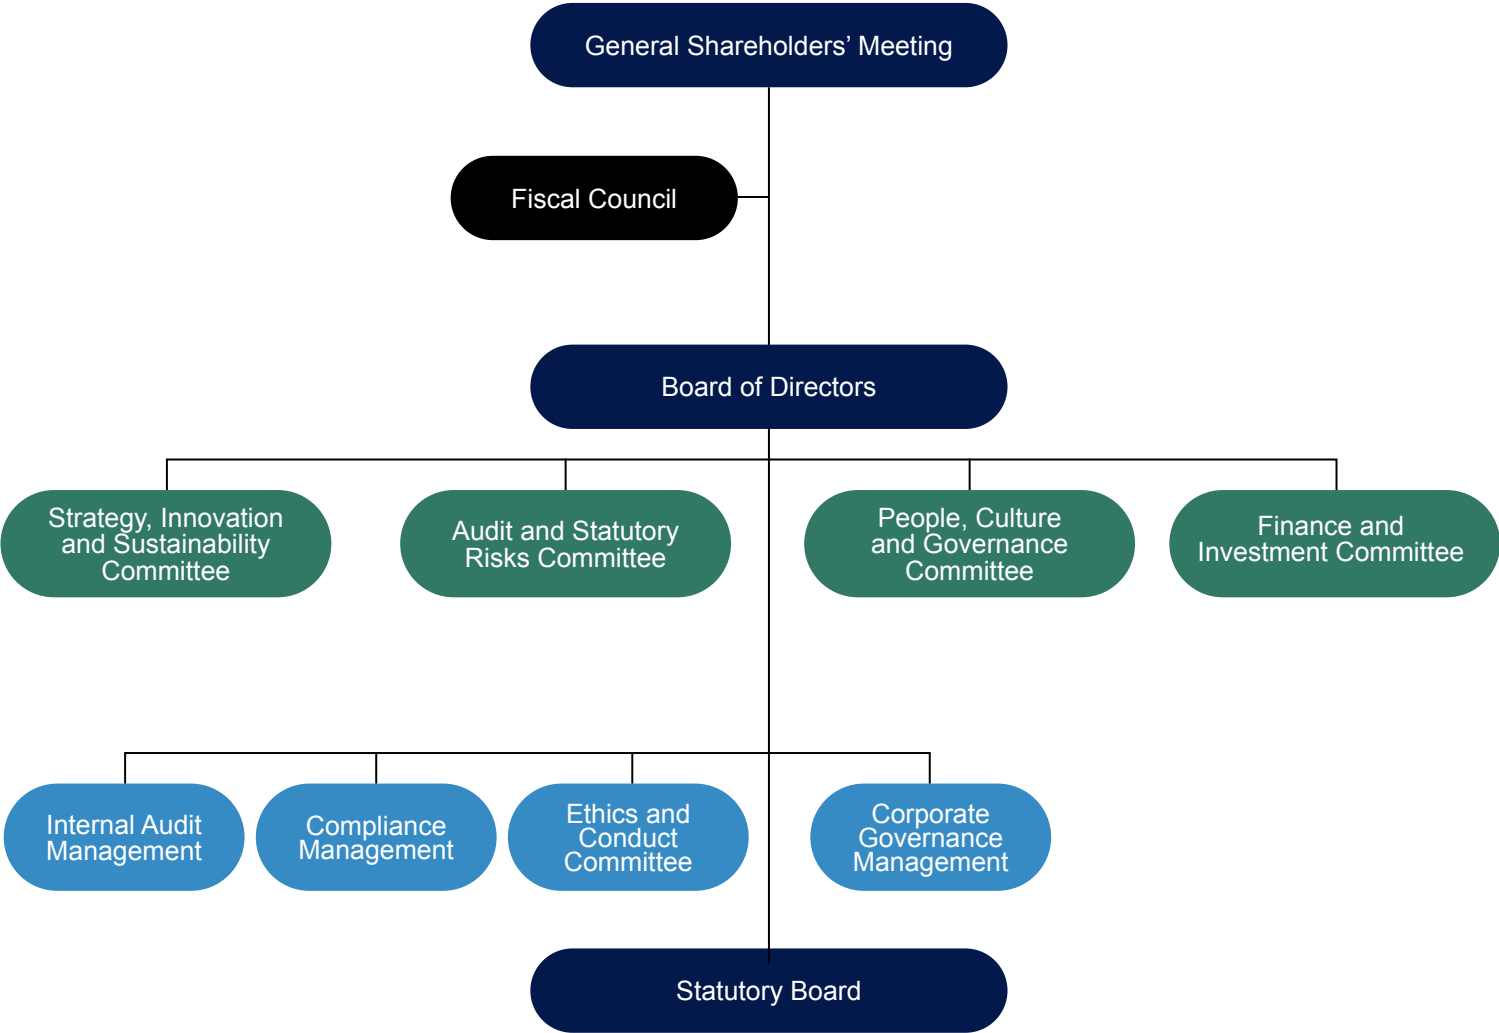 General Shareholders’ Meeting
Fiscal Council
Board of Directors
Strategy, Innovation
and Sustainability
Committee
Audit and Statutory
Risks Committee
People, Culture
and Governance
Committee
Finance and
Investment Committee
Internal Audit
Management
Compliance
Management
Ethics and
Conduct
Committee
Corporate
Governance
Management
Statutory Board